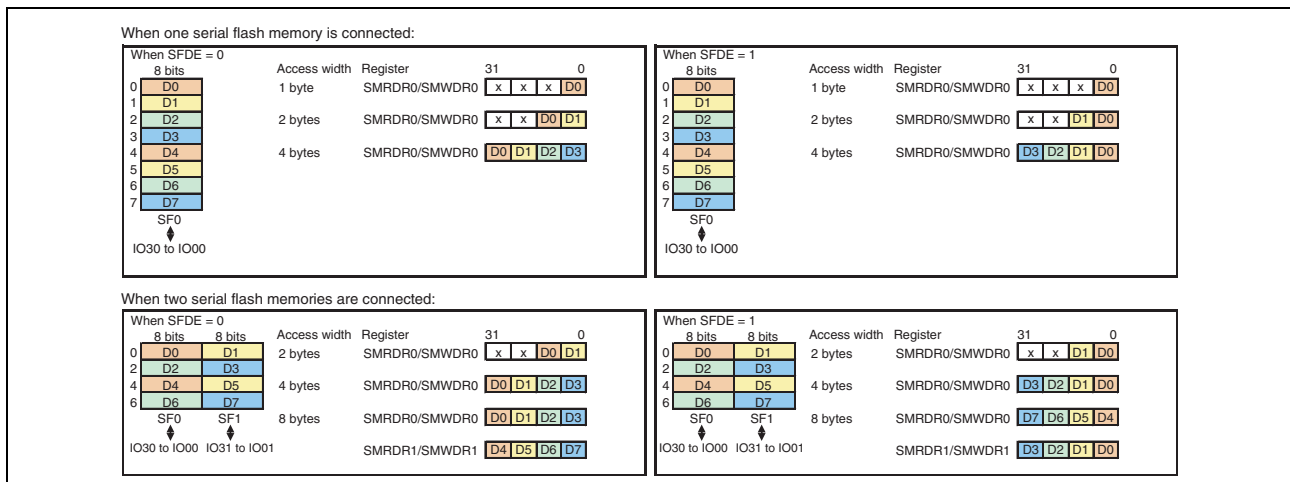 When one serial flash memory is connected:
When SFDE = 0
8 bits Access width Register 31 0
0 D0 1 byte SMRDR0/SMWDR0 x x x D0
1 D1
2 D2 2 bytes SMRDR0/SMWDR0 x x D0 D1
3 D3
4 D4 4 bytes SMRDR0/SMWDR0 D0 D1 D2 D3
5 D5
6 D6
7 D7
SF0
IO30 to IO00
When SFDE = 1
8 bits Access width Register 31 0
0 D0 1 byte SMRDR0/SMWDR0 x x x D0
1 D1
2 D2 2 bytes SMRDR0/SMWDR0 x x D1 D0
3 D3
4 D4 4 bytes SMRDR0/SMWDR0 D3 D2 D1 D0
5 D5
6 D6
7 D7
SF0
IO30 to IO00
When two serial flash memories are connected:
When SFDE = 0
8 bits 8 bits Access width Register 31 0
0 D0 D1 2 bytes SMRDR0/SMWDR0 x x D0 D1
2 D2 D3
4 D4 D5 4 bytes SMRDR0/SMWDR0 D0 D1 D2 D3
6 D6 D7
SF0 SF1 8 bytes SMRDR0/SMWDR0 D0 D1 D2 D3
IO30 to IO00 IO31 to IO01 SMRDR1/SMWDR1 D4 D5 D6 D7
When SFDE = 1
8 bits 8 bits Access width Register 31 0
0 D0 D1 2 bytes SMRDR0/SMWDR0 x x D1 D0
2 D2 D3
4 D4 D5 4 bytes SMRDR0/SMWDR0 D3 D2 D1 D0
6 D6 D7
SF0 SF1 8 bytes SMRDR0/SMWDR0 D7 D6 D5 D4
IO30 to IO00 IO31 to IO01 SMRDR1/SMWDR1 D3 D2 D1 D0